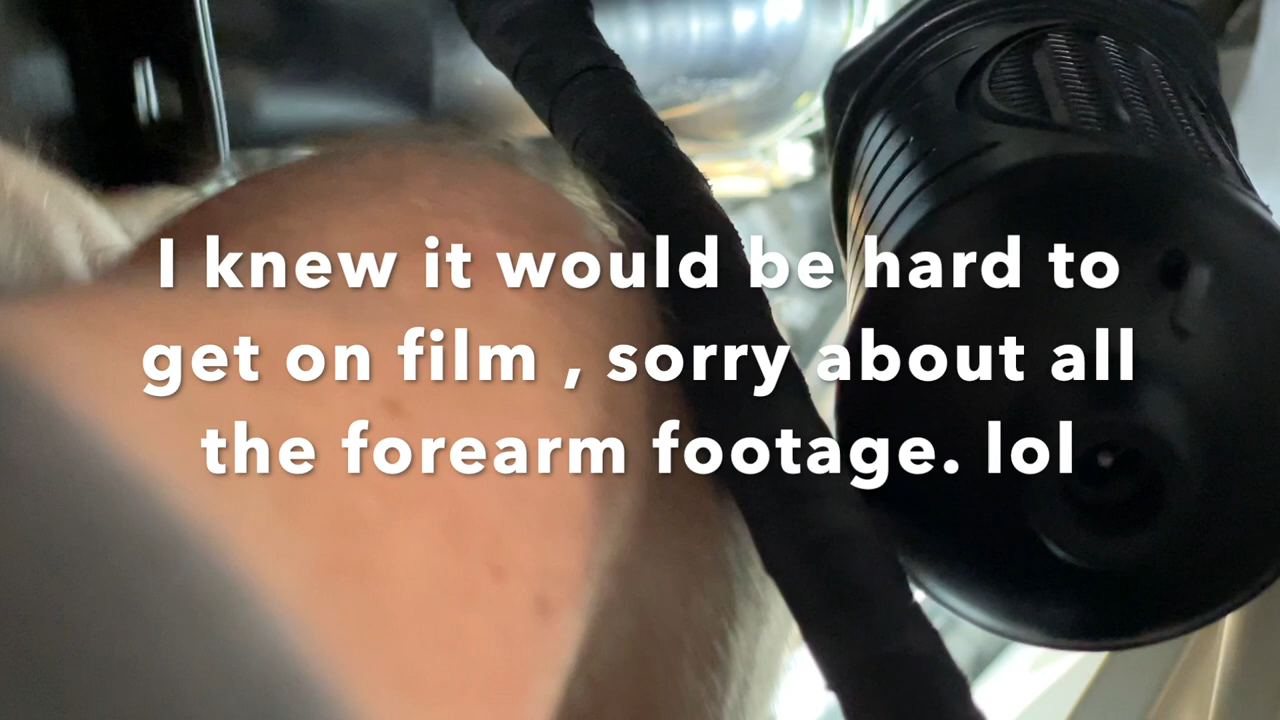 I knew it would be hard to
get on film , sorry about all
the forearm footage. lol